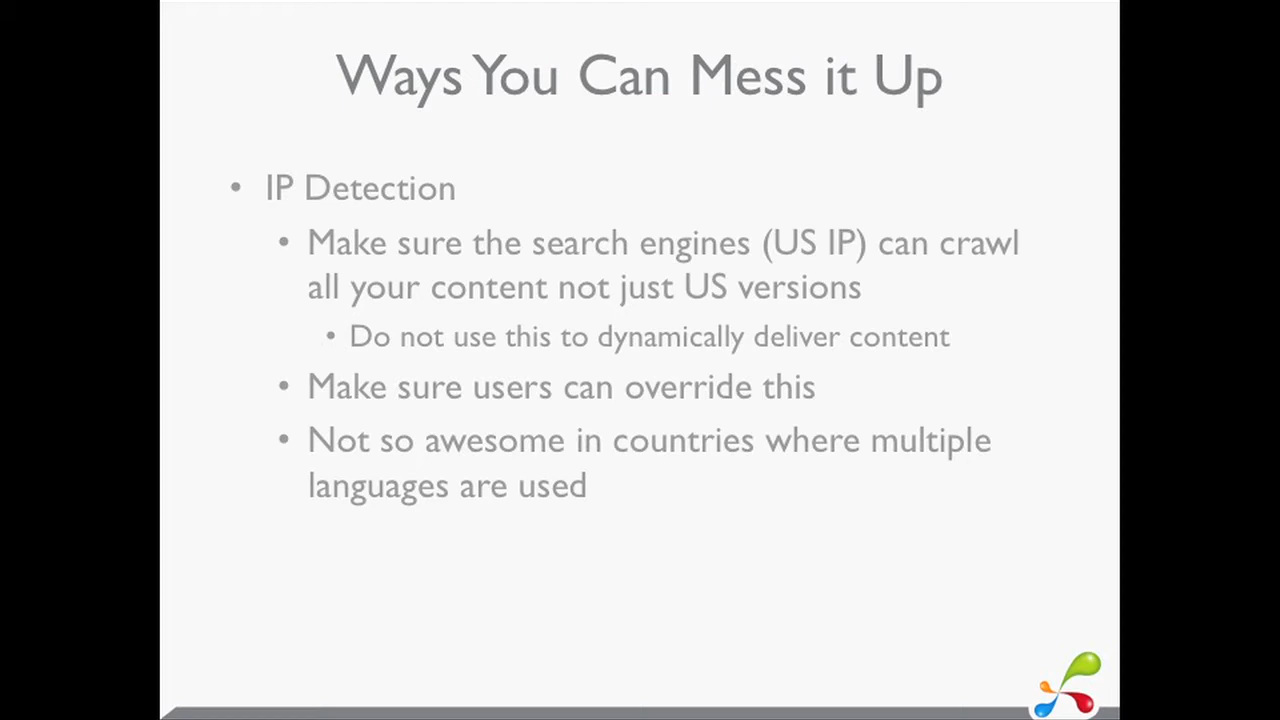 Ways You Can Mess it Up
• IP Detection
• Make sure the search engines (US IP) can crawl
all your content not just US versions
• Do not use this to dynamically deliver content
• Make sure users can override this
• Not so awesome in countries where multiple
languages are used